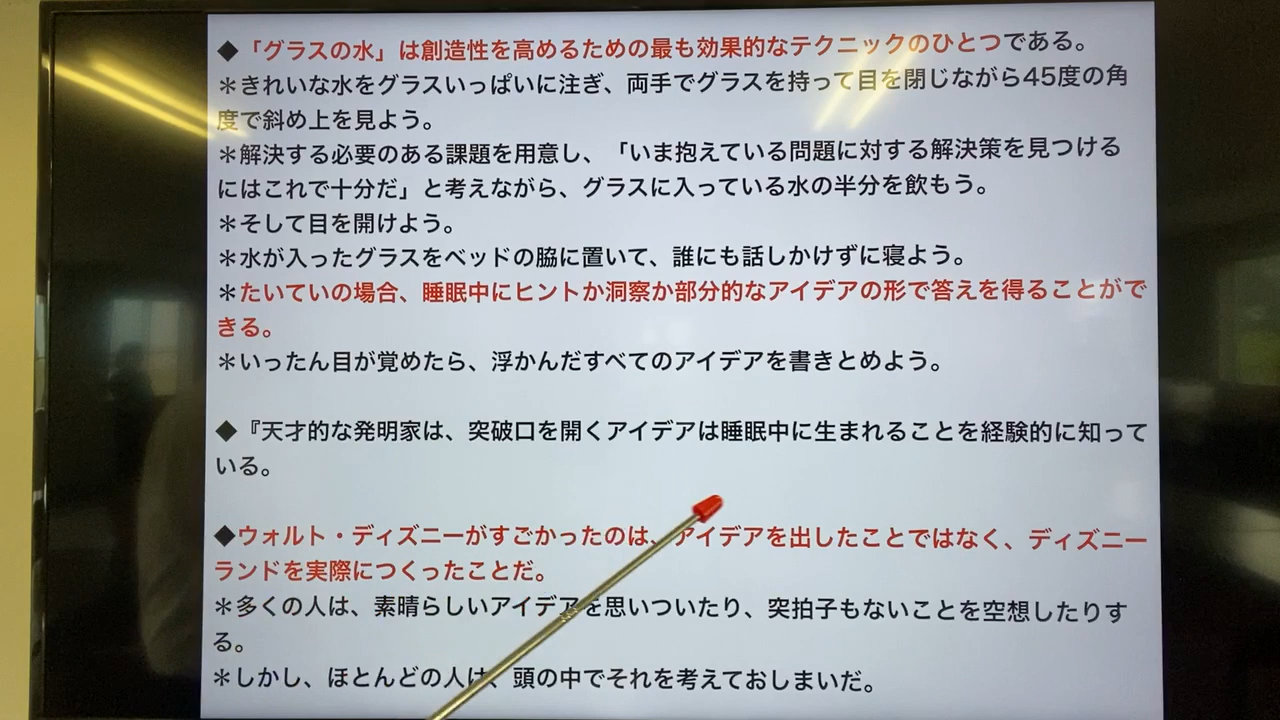 ◆「グラスの水」は創造性を高めるための最も効果的なテクニックのひとつである。
＊きれいな水をグラスいっぱいに注ぎ、両手でグラスを持って目を閉じながら45度の角
度で斜め上を見よう。
＊解決する必要のある課題を用意し、「いま抱えている問題に対する解決策を見つける
にはこれで十分だ」と考えながら、グラスに入っている水の半分を飲もう。
＊そして目を開けよう。
＊水が入ったグラスをベッドの脇に置いて、誰にも話しかけずに寝よう。
＊たいていの場合、睡眠中にヒントか洞察か部分的なアイデアの形で答えを得ることがで
きる。
＊いったん目が覚めたら、浮かんだすべてのアイデアを書きとめよう。
◆『天才的な発明家は、突破口を開くアイデアは睡眠中に生まれることを経験的に知って
いる。
◆ウォルト・ディズニーがすごかったのは、アイデアを出したことではなく、ディズニー
ランドを実際につくったことだ。
＊多くの人は、素晴らしいアイデアを思いついたり、突拍子もないことを空想したりす
る。
＊しかし、ほとんどの人は、頭の中でそれを考えておしまいだ。